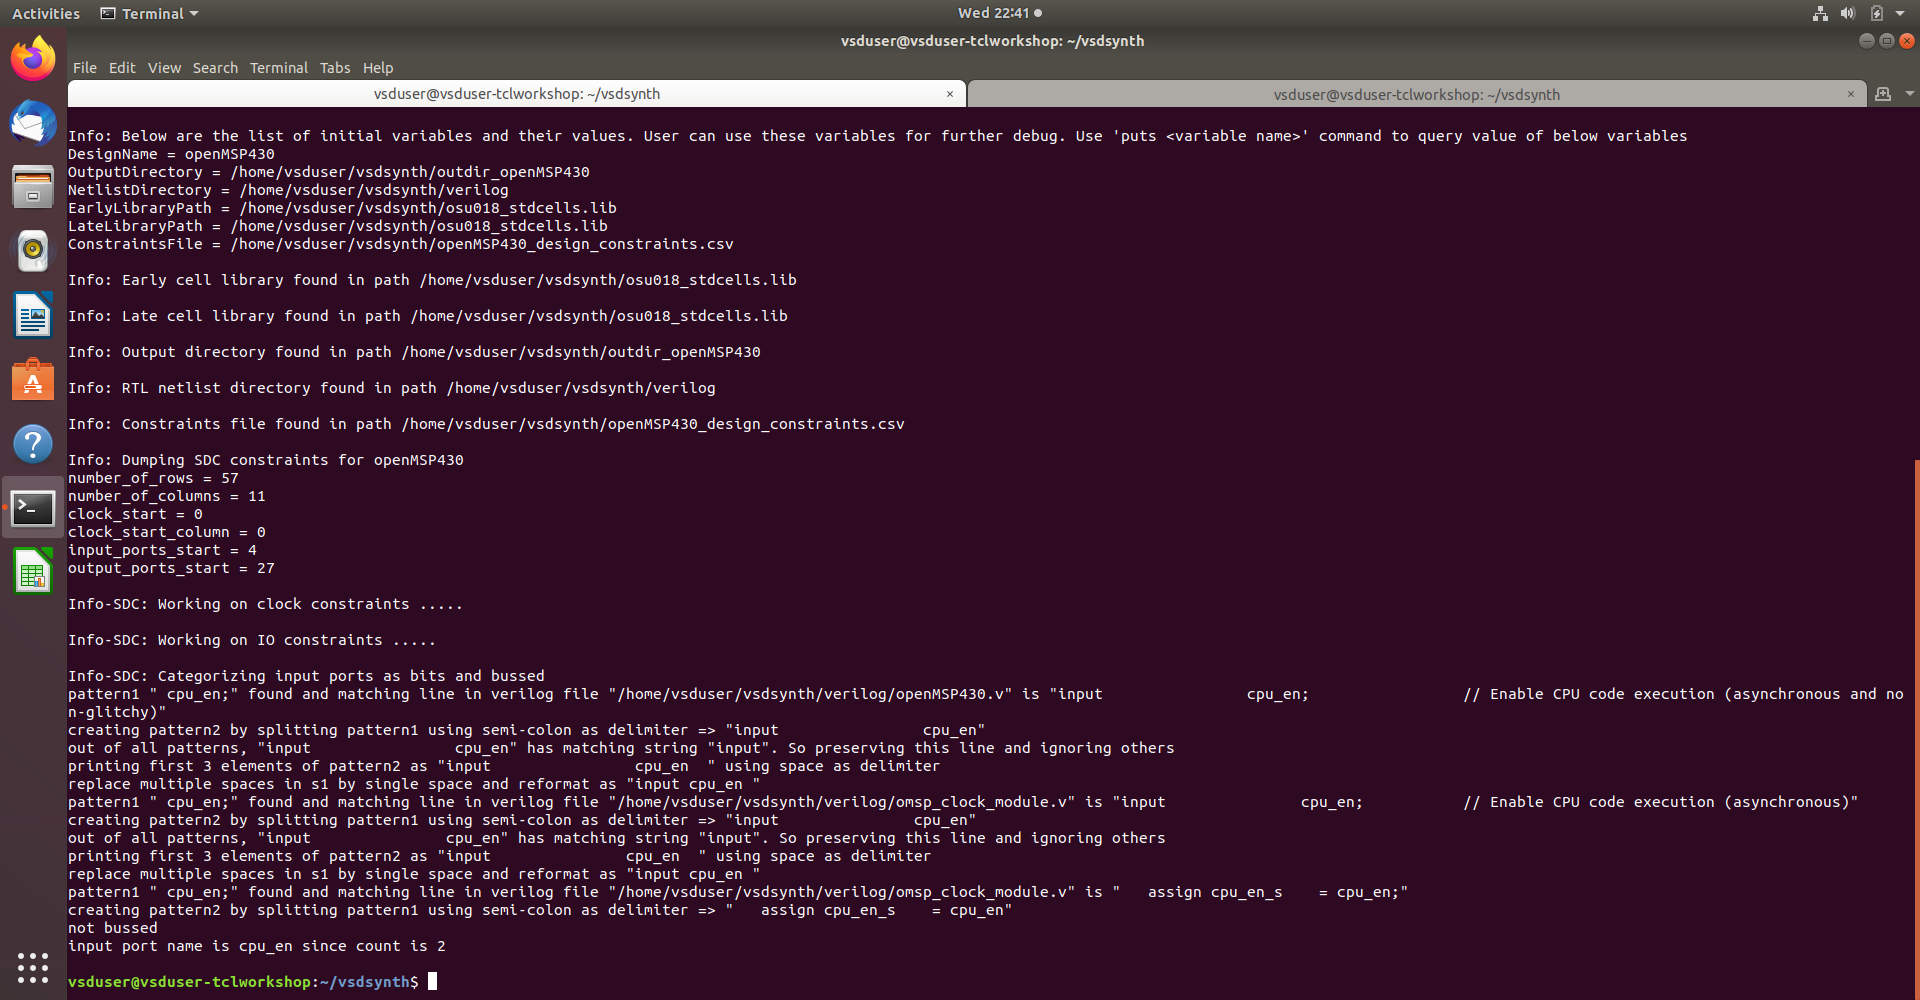 Activities Terminal Wed 22:41
vsduser@vsduser-tclworkshop: ~/vsdsynth
File Edit View Search Terminal Tabs Help
vsduser@vsduser-tclworkshop: ~/vsdsynth × vsduser@vsduser-tclworkshop: ~/vsdsynth ×
Info: Below are the list of initial variables and their values. User can use these variables for further debug. Use 'puts <variable name>' command to query value of below variables
DesignName = openMSP430
OutputDirectory = /home/vsduser/vsdsynth/outdir_openMSP430
NetlistDirectory = /home/vsduser/vsdsynth/verilog
EarlyLibraryPath = /home/vsduser/vsdsynth/osu018_stdcells.lib
LateLibraryPath = /home/vsduser/vsdsynth/osu018_stdcells.lib
ConstraintsFile = /home/vsduser/vsdsynth/openMSP430_design_constraints.csv
Info: Early cell library found in path /home/vsduser/vsdsynth/osu018_stdcells.lib
Info: Late cell library found in path /home/vsduser/vsdsynth/osu018_stdcells.lib
Info: Output directory found in path /home/vsduser/vsdsynth/outdir_openMSP430
Info: RTL netlist directory found in path /home/vsduser/vsdsynth/verilog
Info: Constraints file found in path /home/vsduser/vsdsynth/openMSP430_design_constraints.csv
Info: Dumping SDC constraints for openMSP430
number_of_rows = 57
number_of_columns = 11
clock_start = 0
clock_start_column = 0
input_ports_start = 4
output_ports_start = 27
Info-SDC: Working on clock constraints .....
Info-SDC: Working on IO constraints .....
Info-SDC: Categorizing input ports as bits and bussed
pattern1 " cpu_en;" found and matching line in verilog file "/home/vsduser/vsdsynth/verilog/openMSP430.v" is "input                cpu_en;                 // Enable CPU code execution (asynchronous and no
n-glitchy)"
creating pattern2 by splitting pattern1 using semi-colon as delimiter => "input                cpu_en"
out of all patterns, "input                cpu_en" has matching string "input". So preserving this line and ignoring others
printing first 3 elements of pattern2 as "input                cpu_en  " using space as delimiter
replace multiple spaces in s1 by single space and reformat as "input cpu_en "
pattern1 " cpu_en;" found and matching line in verilog file "/home/vsduser/vsdsynth/verilog/omsp_clock_module.v" is "input               cpu_en;           // Enable CPU code execution (asynchronous)"
creating pattern2 by splitting pattern1 using semi-colon as delimiter => "input               cpu_en"
out of all patterns, "input               cpu_en" has matching string "input". So preserving this line and ignoring others
printing first 3 elements of pattern2 as "input               cpu_en  " using space as delimiter
replace multiple spaces in s1 by single space and reformat as "input cpu_en "
pattern1 " cpu_en;" found and matching line in verilog file "/home/vsduser/vsdsynth/verilog/omsp_clock_module.v" is "   assign cpu_en_s    = cpu_en;"
creating pattern2 by splitting pattern1 using semi-colon as delimiter => "   assign cpu_en_s    = cpu_en"
not bussed
input port name is cpu_en since count is 2
vsduser@vsduser-tclworkshop:~/vsdsynth$